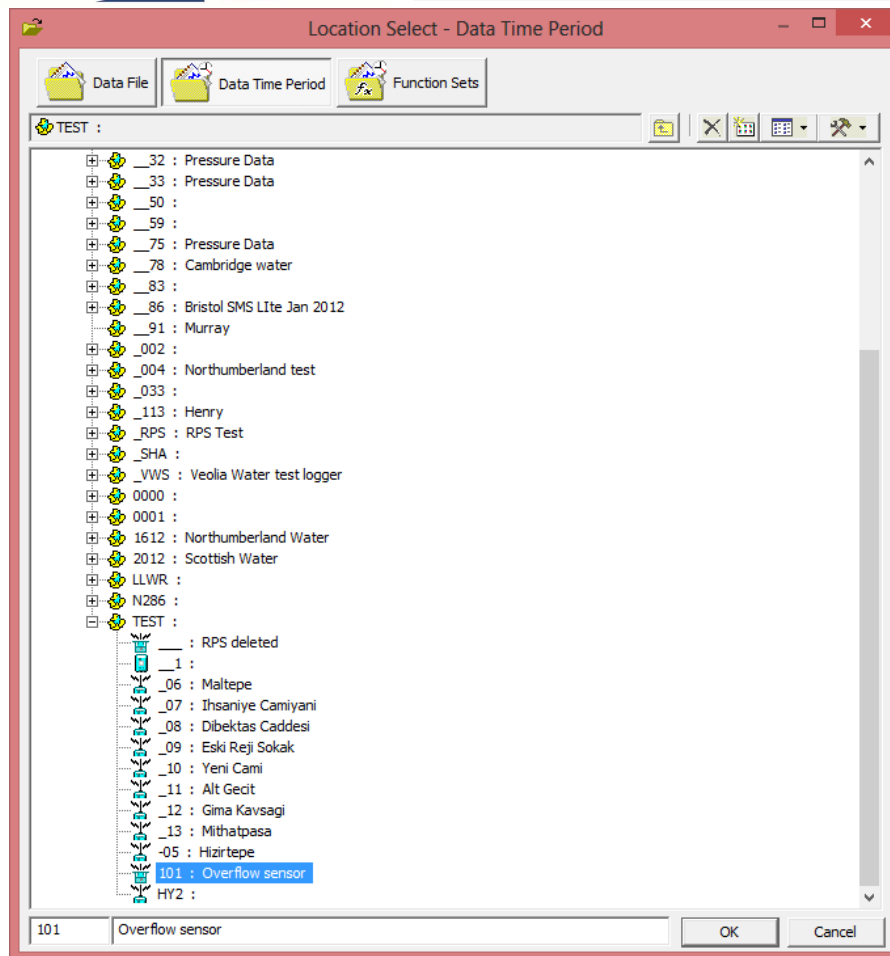 Location Select - Data Time Period
Data File Data Time Period fx Function Sets
TEST :
__32 : Pressure Data
__33 : Pressure Data
__50 :
__59 :
__75 : Pressure Data
__78 : Cambridge water
__83 :
__86 : Bristol SMS LIte Jan 2012
__91 : Murray
_002 :
_004 : Northumberland test
_033 :
_113 : Henry
_RPS : RPS Test
_SHA :
_VWS : Veolia Water test logger
0000 :
0001 :
1612 : Northumberland Water
2012 : Scottish Water
LLWR :
N286 :
TEST :
___ : RPS deleted
__1 :
_06 : Maltepe
_07 : Ihsaniye Camiyani
_08 : Dibektas Caddesi
_09 : Eski Reji Sokak
_10 : Yeni Cami
_11 : Alt Gecit
_12 : Gima Kavsagi
_13 : Mithatpasa
-05 : Hizirtepe
101 : Overflow sensor
HY2 :
101 Overflow sensor OK Cancel